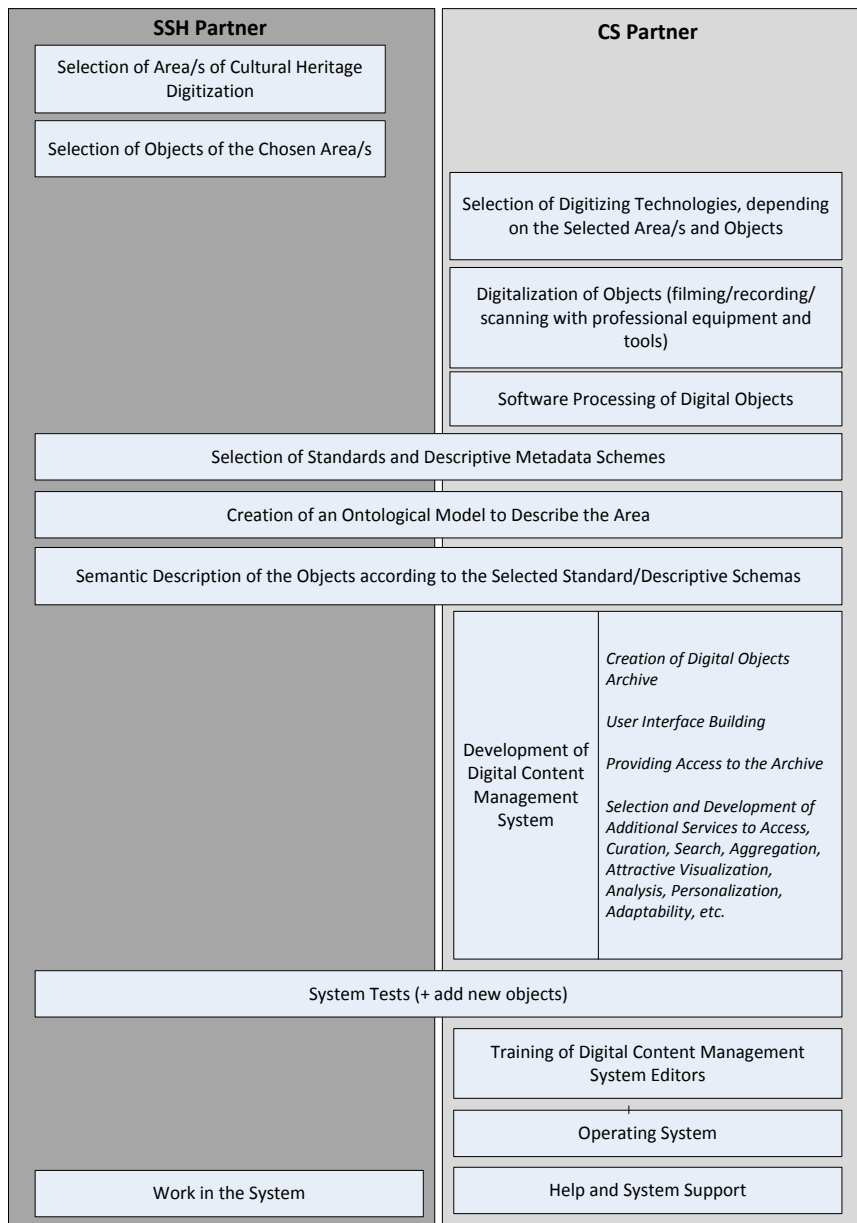 SSH Partner
CS Partner
Selection of Area/s of Cultural Heritage
Digitization
Selection of Objects of the Chosen Area/s
Selection of Digitizing Technologies, depending
on the Selected Area/s and Objects
Digitalization of Objects (filming/recording/
scanning with professional equipment and
tools)
Software Processing of Digital Objects
Selection of Standards and Descriptive Metadata Schemes
Creation of an Ontological Model to Describe the Area
Semantic Description of the Objects according to the Selected Standard/Descriptive Schemas
Development of
Digital Content
Management
System
Creation of Digital Objects
Archive
User Interface Building
Providing Access to the Archive
Selection and Development of
Additional Services to Access,
Curation, Search, Aggregation,
Attractive Visualization,
Analysis, Personalization,
Adaptability, etc.
System Tests (+ add new objects)
Training of Digital Content Management
System Editors
Operating System
Work in the System
Help and System Support